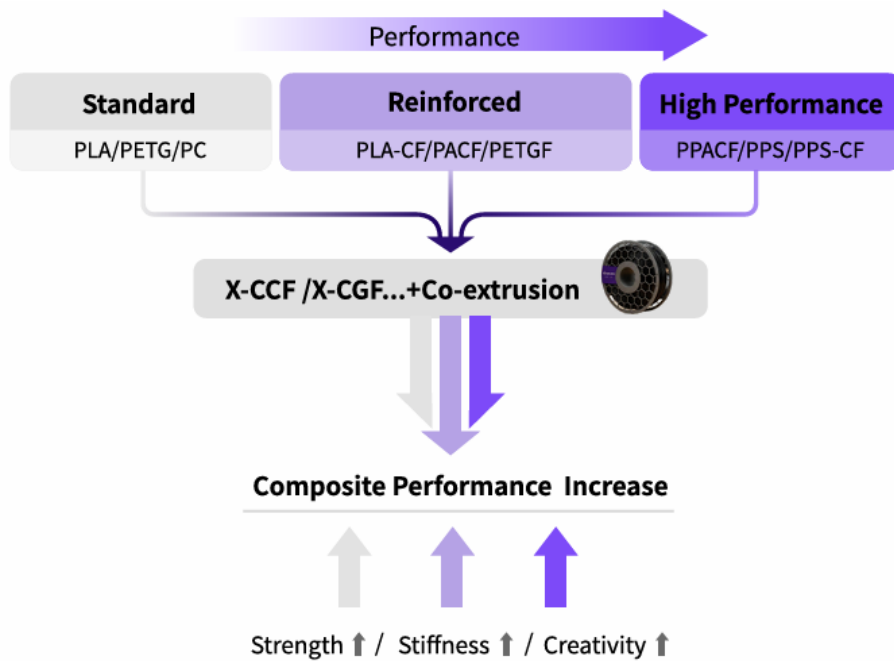 Performance
Standard
Reinforced
High Performance
PLA/PETG/PC
PLA-CF/PACF/PETGF
PPACF/PPS/PPS-CF
X-CCF /X-CGF...+Co-extrusion
Composite Performance Increase
Strength ⬆ / Stiffness ⬆ / Creativity ⬆